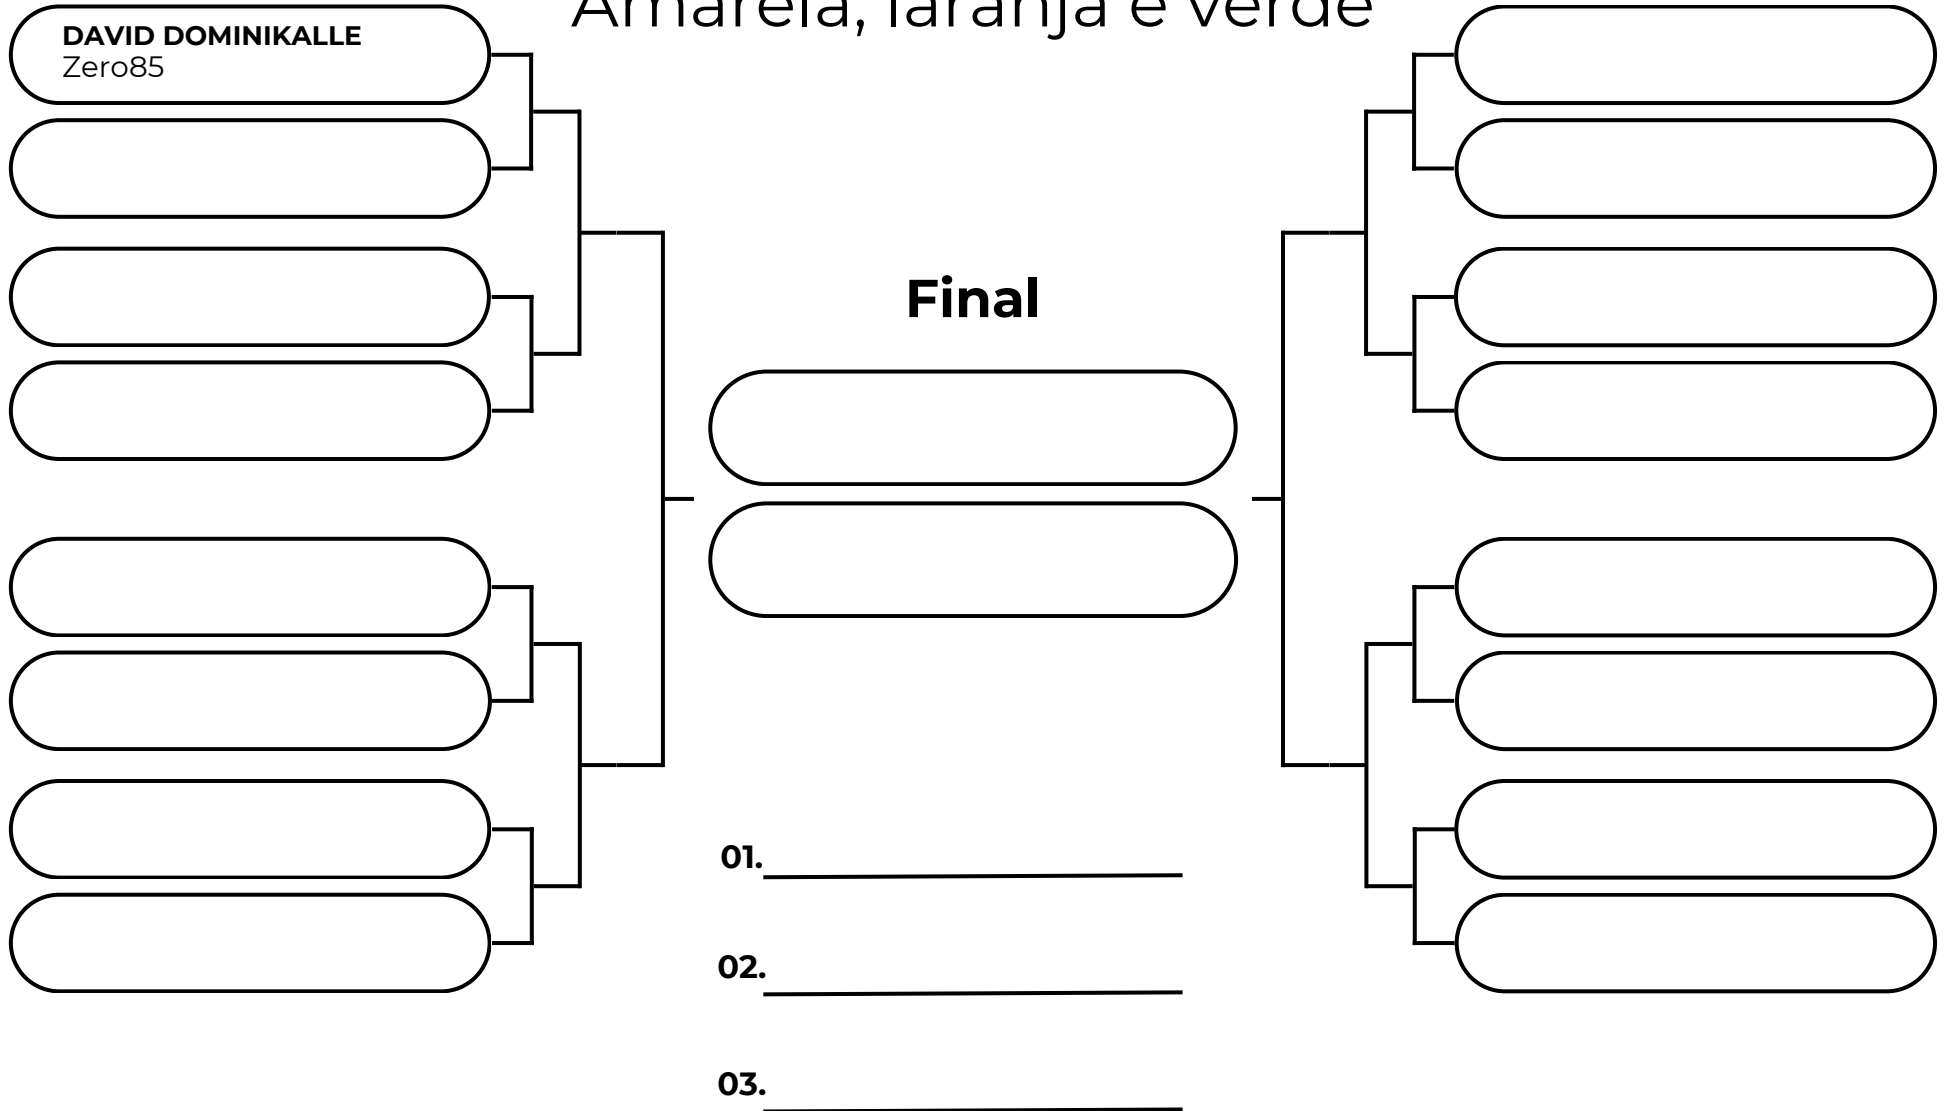 Amarela, laranja e verde
DAVID DOMINIKALLE
Zero85
Final
01.
02.
03.